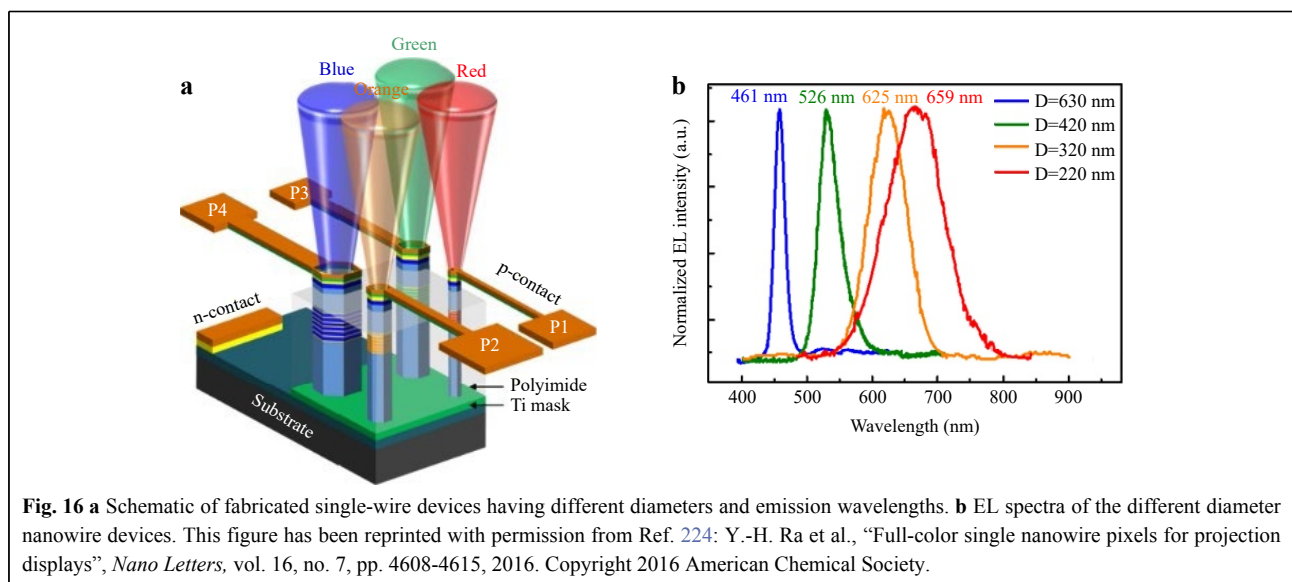 a
Green
Blue
Red
Orange
P3
P4
p-contact
n-contact
P1
P2
Polyimide
Ti mask
Substrate
b
461 nm 526 nm 625 nm 659 nm
D=630 nm
D=420 nm
D=320 nm
D=220 nm
Normalized EL intensity (a.u.)
400 500 600 700 800 900
Wavelength (nm)
Fig. 16 a Schematic of fabricated single-wire devices having different diameters and emission wavelengths. b EL spectra of the different diameter
nanowire devices. This figure has been reprinted with permission from Ref. 224: Y.-H. Ra et al., “Full-color single nanowire pixels for projection
displays”, Nano Letters, vol. 16, no. 7, pp. 4608-4615, 2016. Copyright 2016 American Chemical Society.